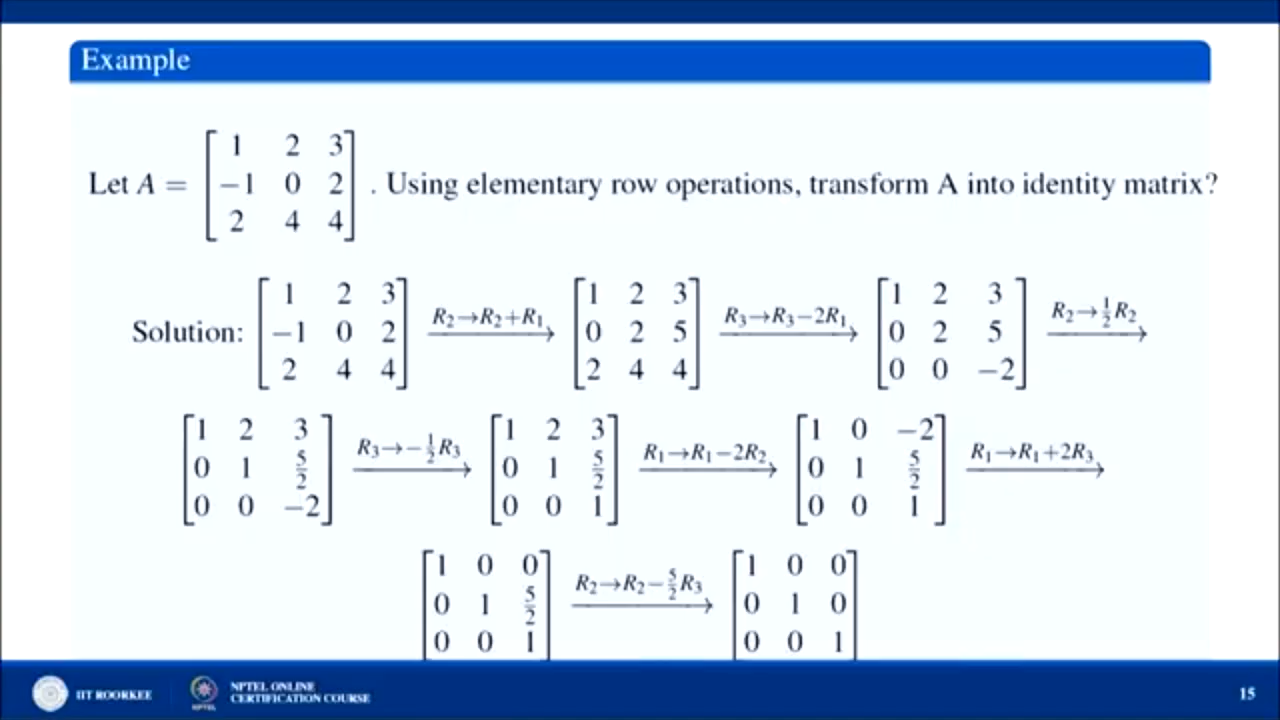 Example
Let A = [1 2 3; −1 0 2; 2 4 4] . Using elementary row operations, transform A into identity matrix?
Solution: [1 2 3; −1 0 2; 2 4 4] R₂→R₂+R₁ [1 2 3; 0 2 5; 2 4 4] R₃→R₃−2R₁ [1 2 3; 0 2 5; 0 0 −2] R₂→½R₂
[1 2 3; 0 1 5/2; 0 0 −2] R₃→−½R₃ [1 2 3; 0 1 5/2; 0 0 1] R₁→R₁−2R₂ [1 0 −2; 0 1 5/2; 0 0 1] R₁→R₁+2R₃
[1 0 0; 0 1 5/2; 0 0 1] R₂→R₂−5/2R₃ [1 0 0; 0 1 0; 0 0 1]
IIT ROORKEE
NPTEL
NPTEL ONLINE
CERTIFICATION COURSE
15